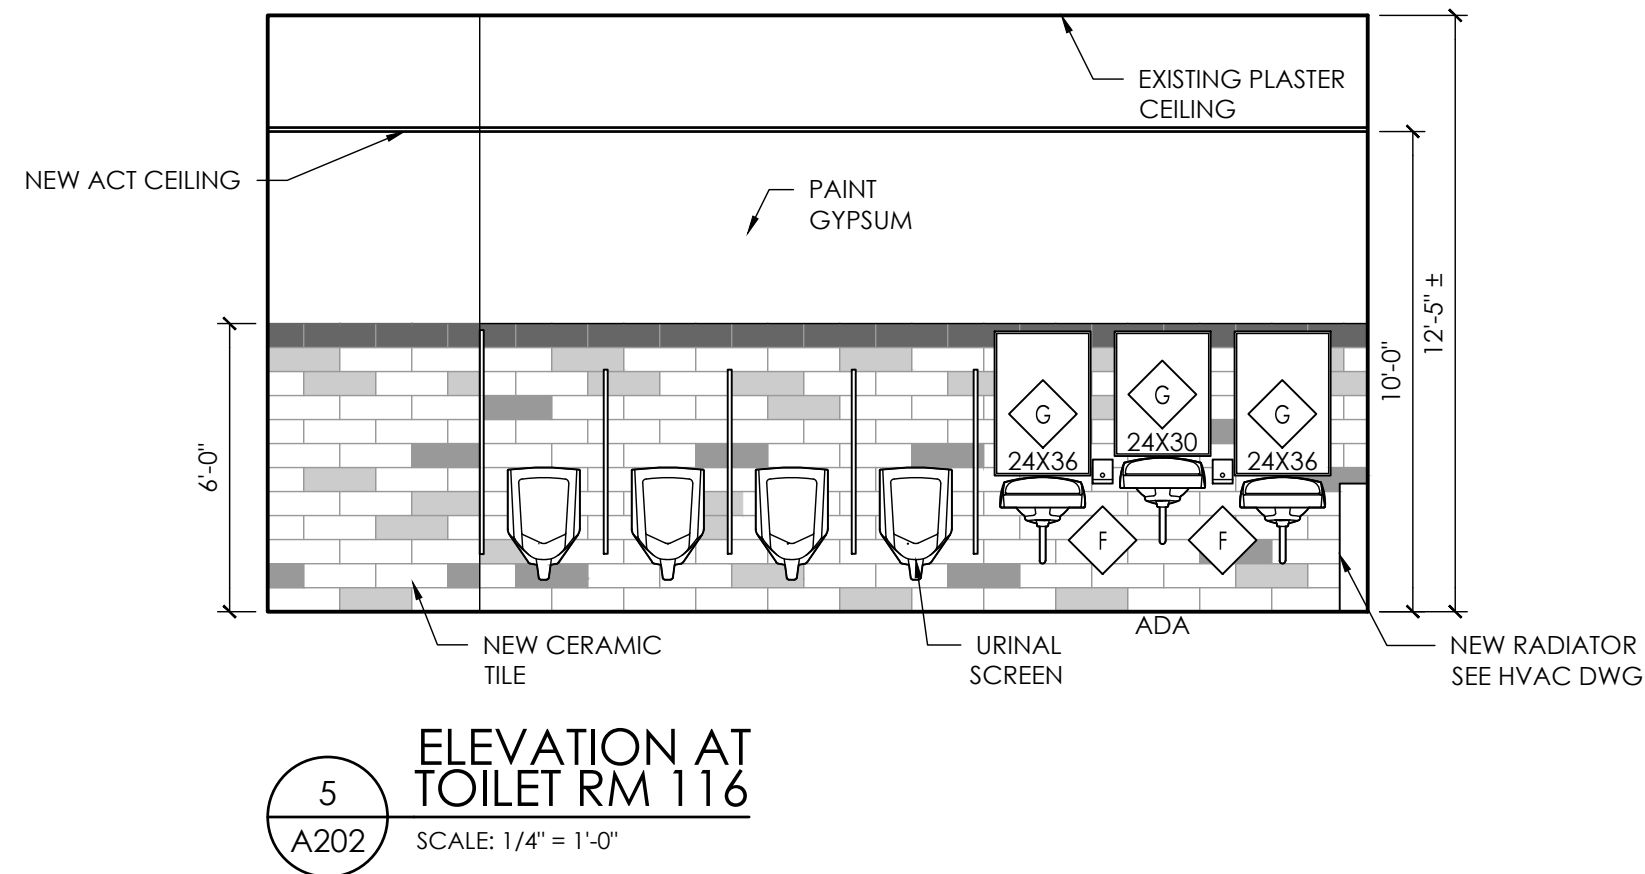 EXISTING PLASTER
CEILING
NEW ACT CEILING
PAINT
GYPSUM
12'-5" ±
10'-0"
6'-0"
G
24X36
G
24X30
G
24X36
F
F
ADA
NEW CERAMIC
TILE
URINAL
SCREEN
NEW RADIATOR
SEE HVAC DWG
ELEVATION AT
TOILET RM 116
5
A202
SCALE: 1/4" = 1'-0"